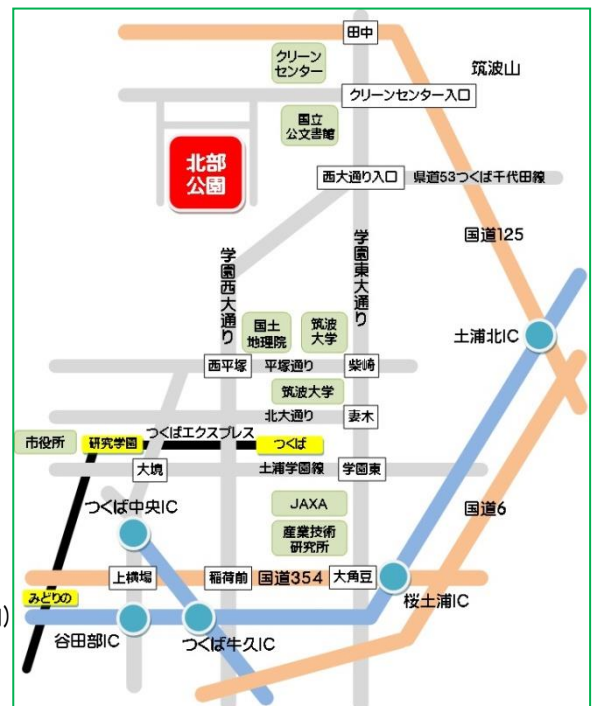 田中
クリーン
センター
筑波山
クリーンセンター入口
国立
公文書館
北部
公園
西大通り入口
県道53つくば千代田線
国道125
学園西大通り
学園東大通り
国土
地理院
筑波
大学
土浦北IC
西平塚
平塚通り
柴崎
筑波大学
北大通り
妻木
市役所
研究学園
つくばエクスプレス
つくば
大境
土浦学園線
学園東
つくば中央IC
JAXA
産業技術
研究所
国道6
上横場
稲荷前
国道354
大角豆
桜土浦IC
みどりの
)
谷田部IC
つくば牛久IC